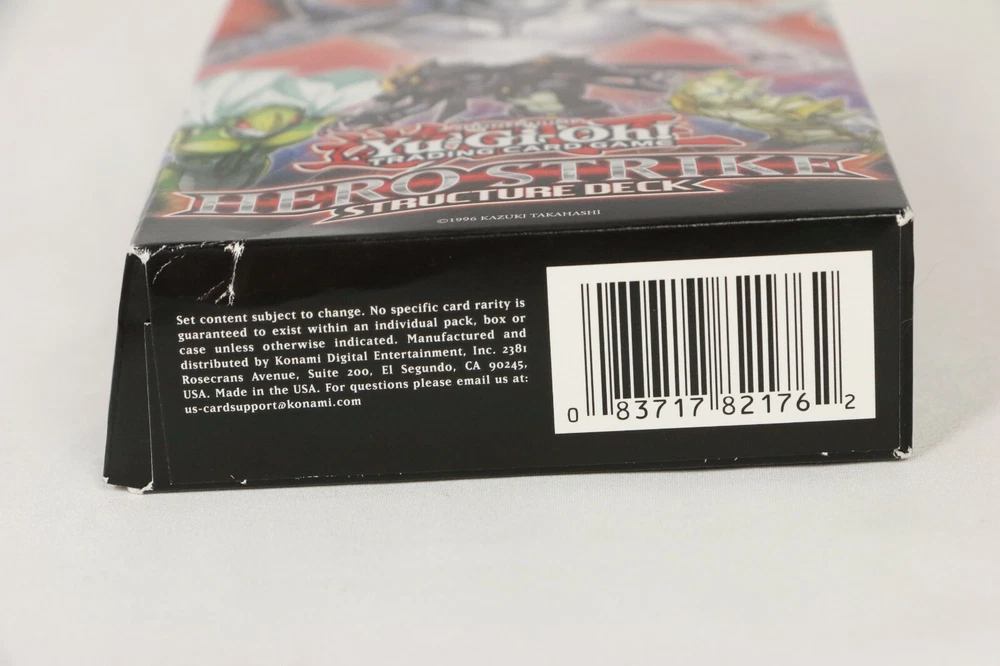 Yu-Gi-Oh!
TRADING CARD GAME
HERO STRIKE
STRUCTURE DECK
©1996 KAZUKI TAKAHASHI
Set content subject to change. No specific card rarity is
guaranteed to exist within an individual pack, box or
case unless otherwise indicated. Manufactured and
distributed by Konami Digital Entertainment, Inc. 2381
Rosecrans Avenue, Suite 200, El Segundo, CA 90245,
USA. Made in the USA. For questions please email us at:
us-cardsupport@konami.com
0 83717 82176 2